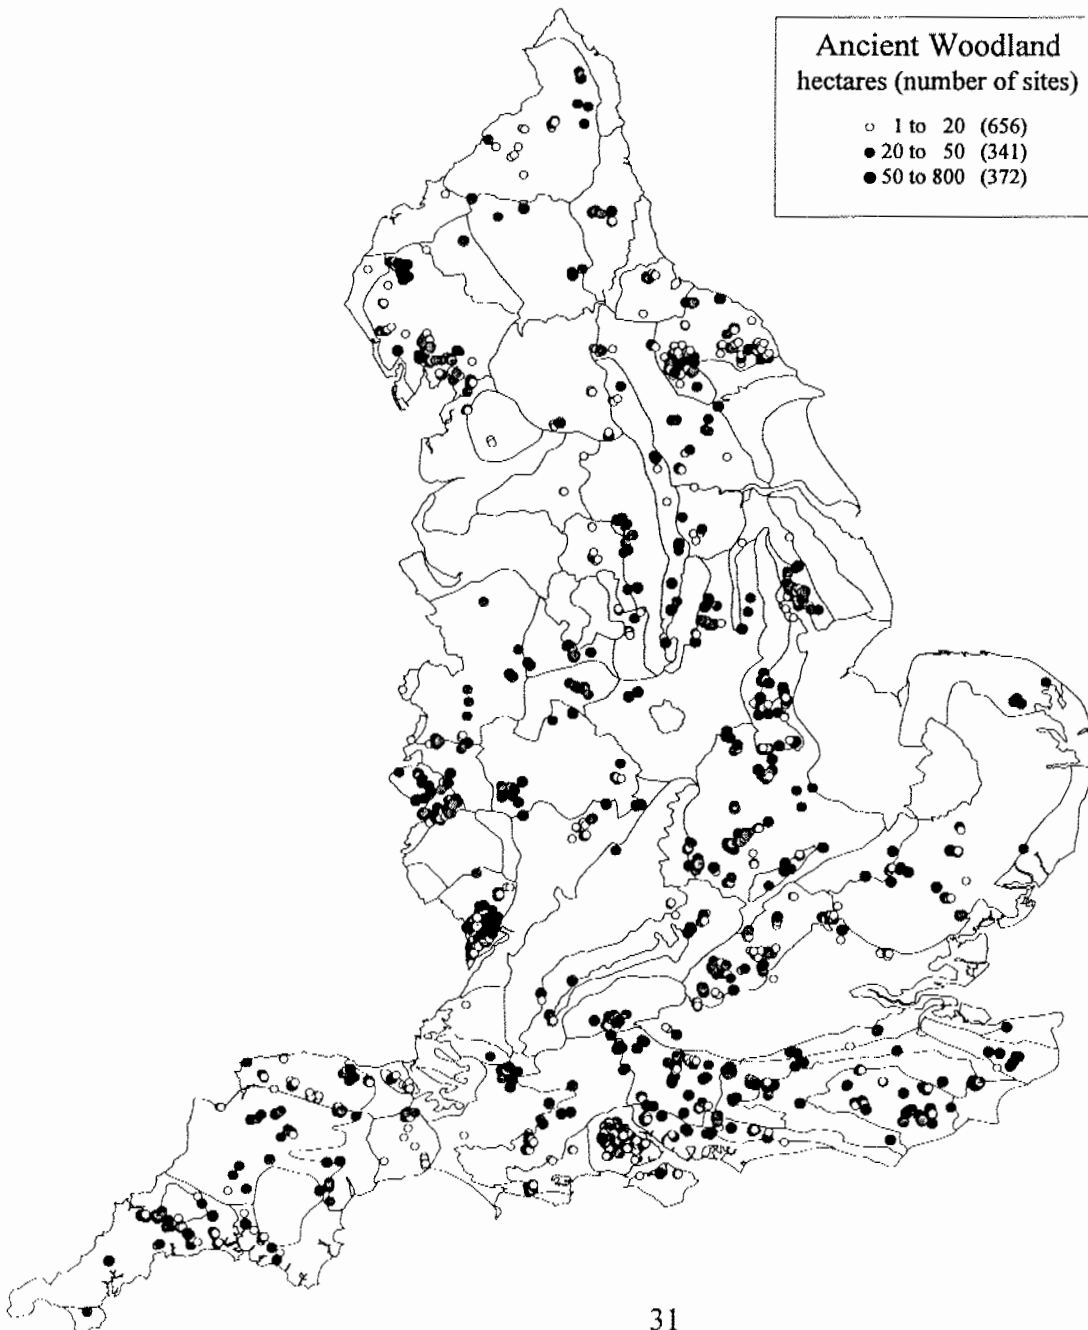 Ancient Woodland
hectares (number of sites)
1 to 20 (656)
20 to 50 (341)
50 to 800 (372)
31